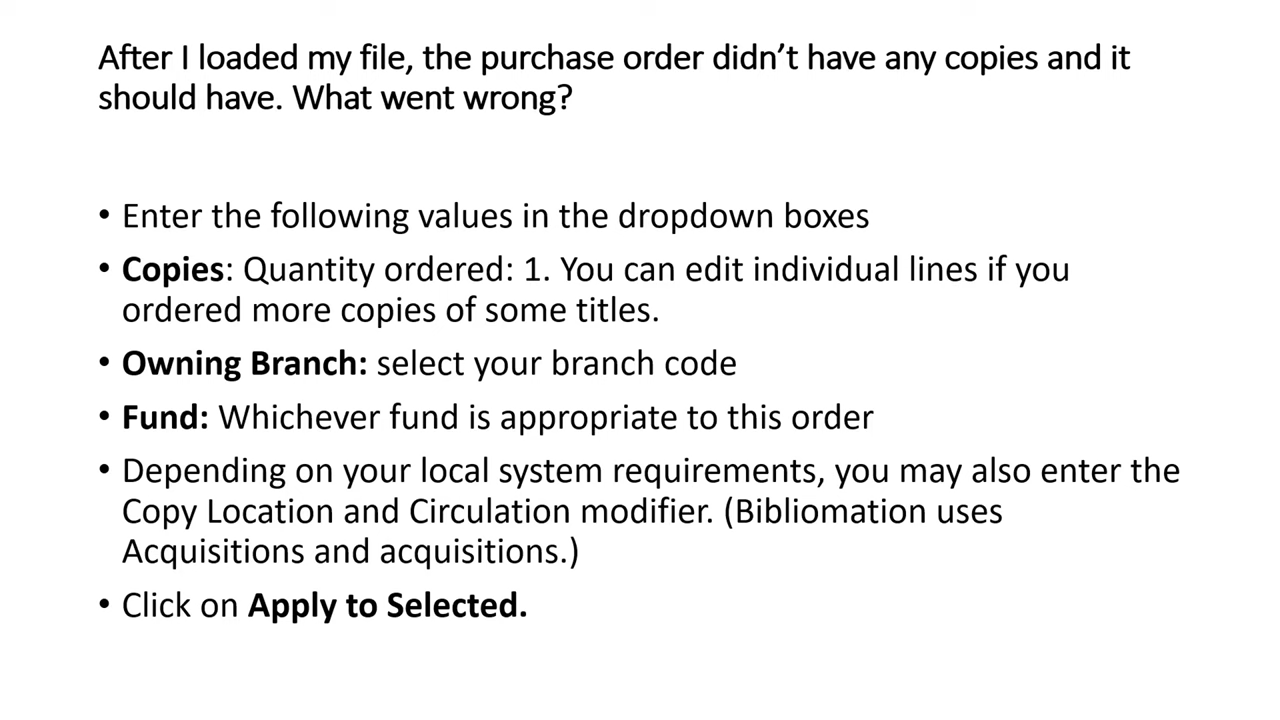 After I loaded my file, the purchase order didn’t have any copies and it
should have. What went wrong?
• Enter the following values in the dropdown boxes
• Copies: Quantity ordered: 1. You can edit individual lines if you
ordered more copies of some titles.
• Owning Branch: select your branch code
• Fund: Whichever fund is appropriate to this order
• Depending on your local system requirements, you may also enter the
Copy Location and Circulation modifier. (Bibliomation uses
Acquisitions and acquisitions.)
• Click on Apply to Selected.